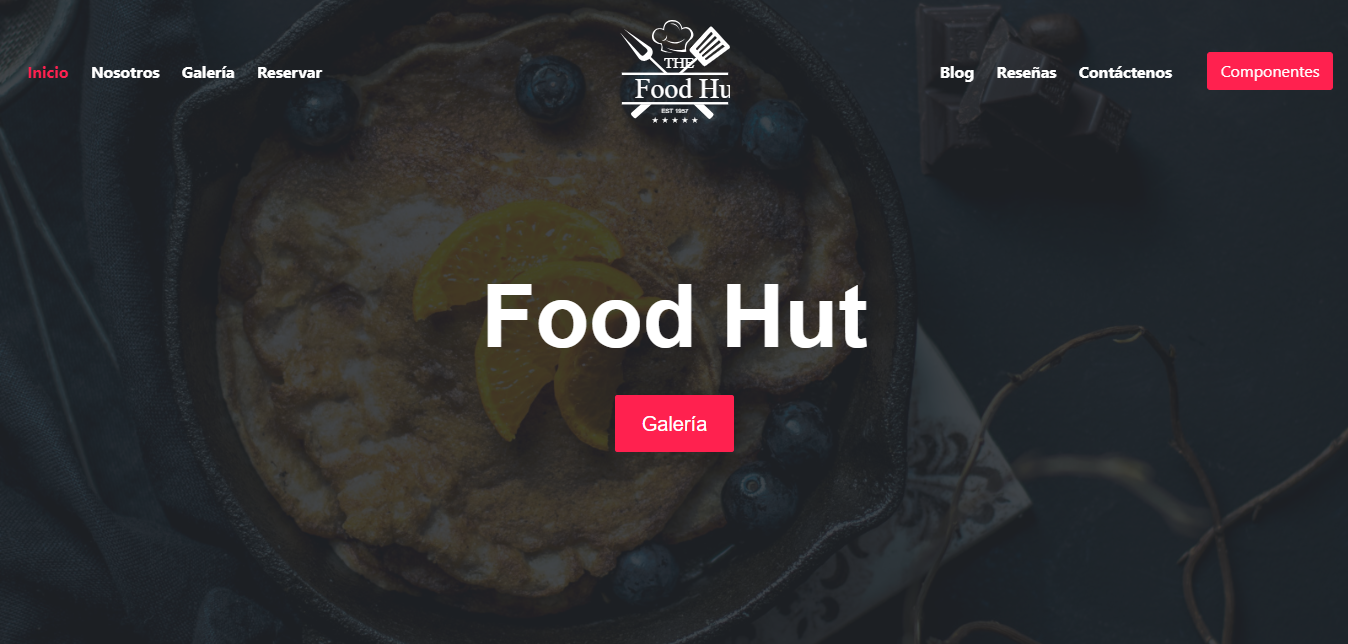 Inicio Nosotros Galería Reservar
THE
Food Hu
EST 1957
Blog Reseñas Contáctenos Componentes
Food Hut
Galería